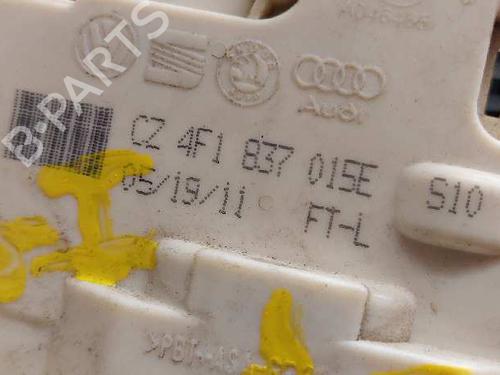 B-PARTS
Audi
CZ 4F1 837 015E
S10
05/19/11
FT-L